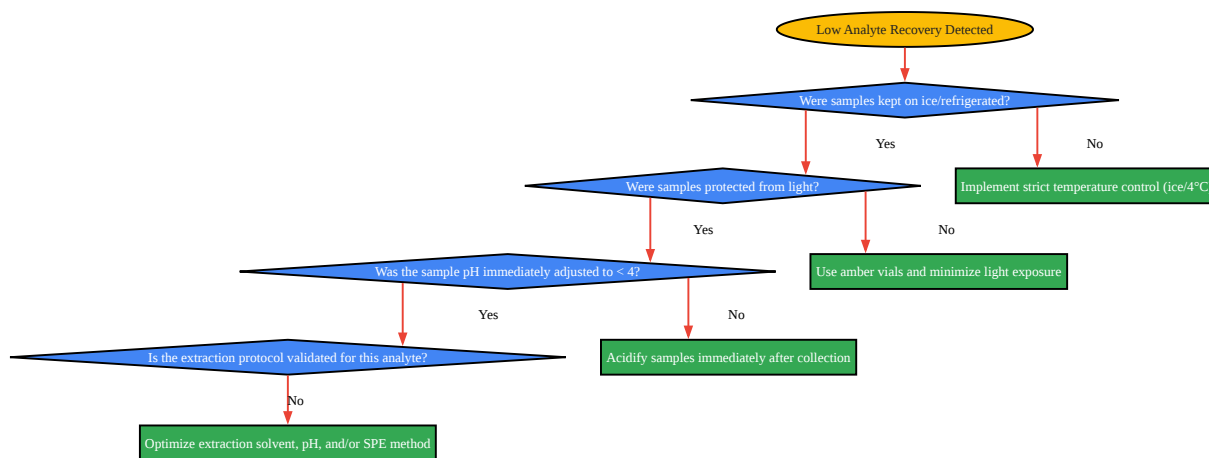 Low Analyte Recovery Detected
Were samples kept on ice/refrigerated?
Yes
No
Were samples protected from light?
Implement strict temperature control (ice/4°C
Yes
No
Was the sample pH immediately adjusted to < 4?
Use amber vials and minimize light exposure
Yes
No
Is the extraction protocol validated for this analyte?
Acidify samples immediately after collection
No
Optimize extraction solvent, pH, and/or SPE method